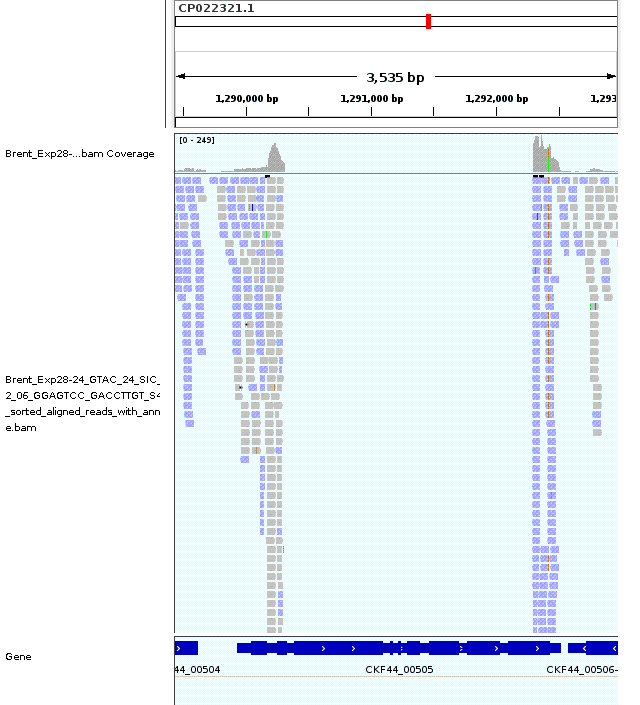 CP022321.1
3,535 bp
1,290,000 bp
1,291,000 bp
1,292,000 bp
1,293
[0 - 249]
Brent_Exp28-...bam Coverage
Brent_Exp28-24_GTAC_24_SIC_
2_06_GGAGTCC_GACCTTGT_S4
_sorted_aligned_reads_with_ann
e.bam
Gene
44_00504
CKF44_00505
CKF44_00506-